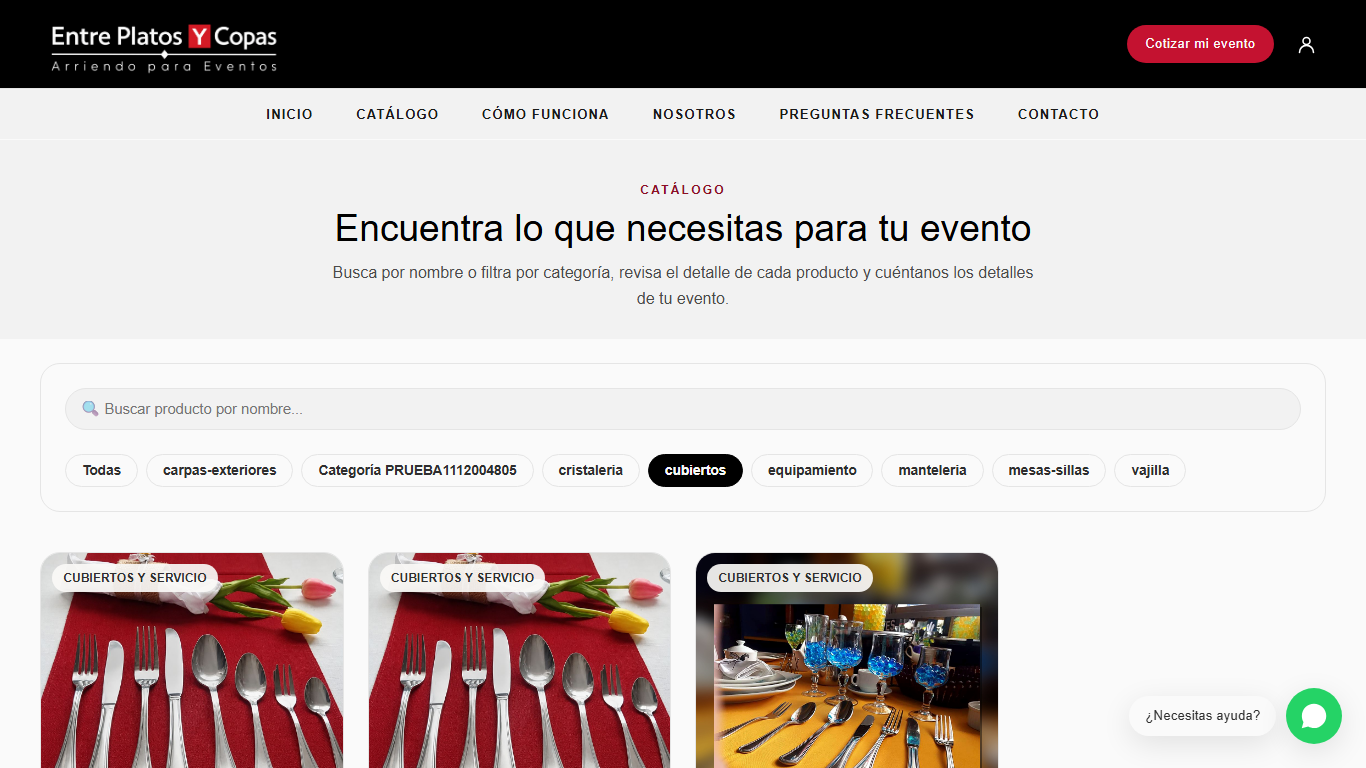 Entre Platos Y Copas
Arriendo para Eventos
Cotizar mi evento
INICIO
CATÁLOGO
CÓMO FUNCIONA
NOSOTROS
PREGUNTAS FRECUENTES
CONTACTO
CATÁLOGO
Encuentra lo que necesitas para tu evento
Busca por nombre o filtra por categoría, revisa el detalle de cada producto y cuéntanos los detalles
de tu evento.
Buscar producto por nombre...
Todas
carpas-exteriores
Categoría PRUEBA1112004805
cristaleria
cubiertos
equipamiento
manteleria
mesas-sillas
vajilla
CUBIERTOS Y SERVICIO
CUBIERTOS Y SERVICIO
CUBIERTOS Y SERVICIO
¿Necesitas ayuda?